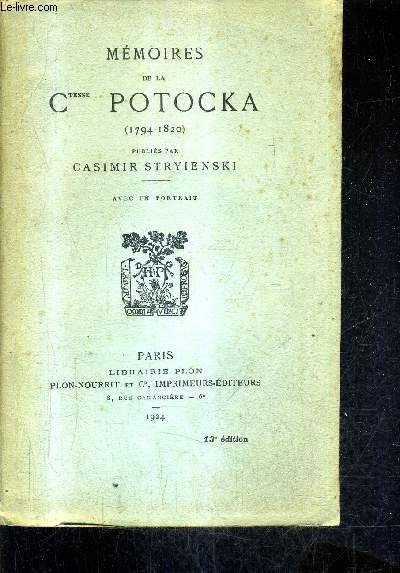 www.le-livre.com
MÉMOIRES
DE LA
CTESSE POTOCKA
(1794-1820)
PUBLIÉS PAR
CASIMIR STRYIENSKI
AVEC UN PORTRAIT
H P
PARIS
LIBRAIRIE PLON
PLON-NOURRIT ET Cie, IMPRIMEURS-ÉDITEURS
8, RUE GARANCIÈRE — 6e
1924
13e édition